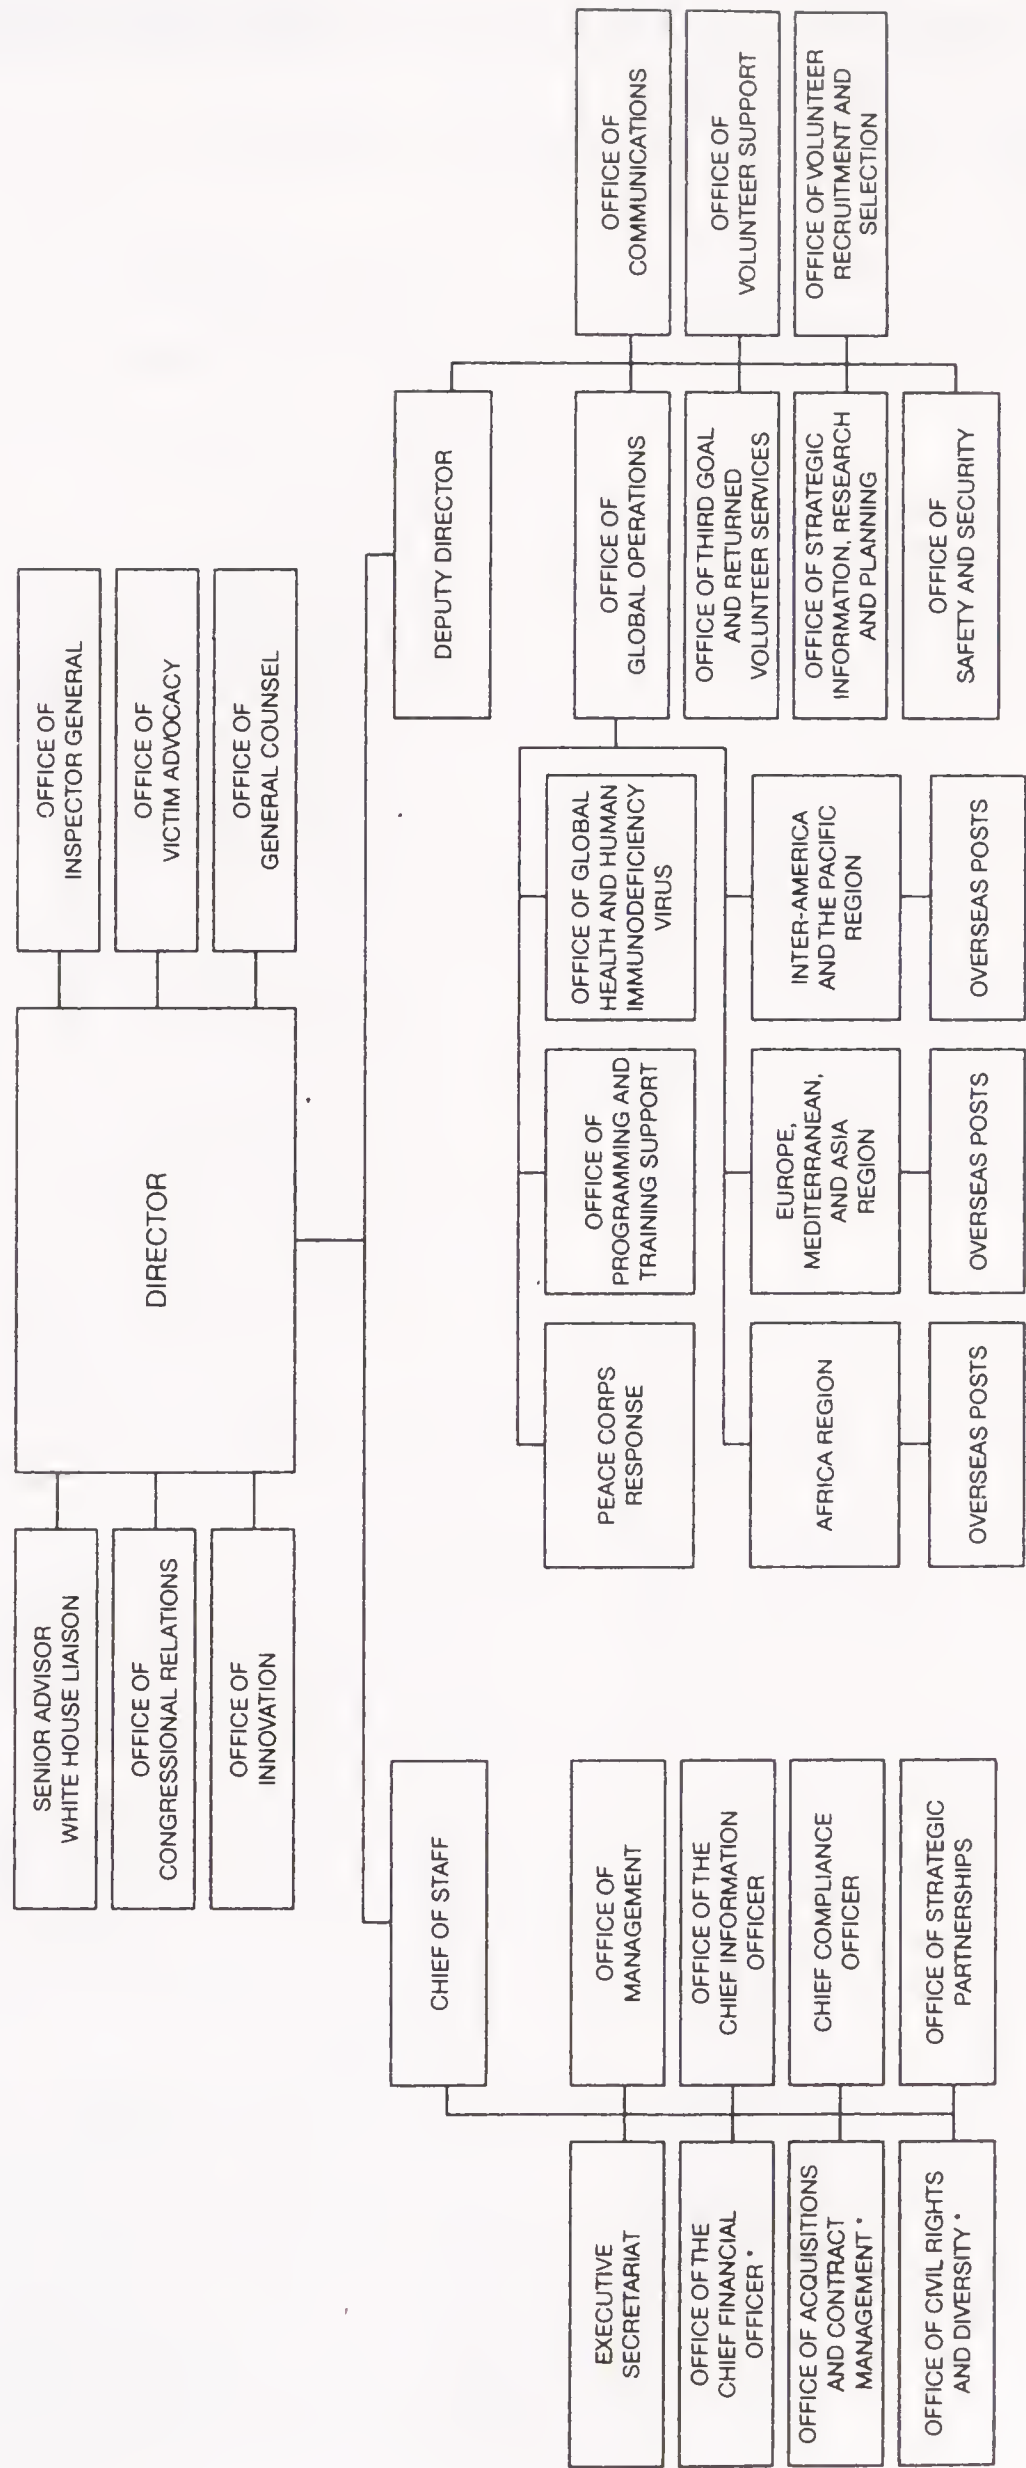 DIRECTOR
SENIOR ADVISOR
WHITE HOUSE LIAISON
OFFICE OF
CONGRESSIONAL RELATIONS
OFFICE OF
INNOVATION
OFFICE OF
INSPECTOR GENERAL
OFFICE OF
VICTIM ADVOCACY
OFFICE OF
GENERAL COUNSEL
CHIEF OF STAFF
EXECUTIVE
SECRETARIAT
OFFICE OF
MANAGEMENT
OFFICE OF THE
CHIEF FINANCIAL
OFFICER *
OFFICE OF THE
CHIEF INFORMATION
OFFICER
OFFICE OF ACQUISITIONS
AND CONTRACT
MANAGEMENT *
CHIEF COMPLIANCE
OFFICER
OFFICE OF CIVIL RIGHTS
AND DIVERSITY *
OFFICE OF STRATEGIC
PARTNERSHIPS
DEPUTY DIRECTOR
OFFICE OF
GLOBAL OPERATIONS
OFFICE OF
COMMUNICATIONS
OFFICE OF THIRD GOAL
AND RETURNED
VOLUNTEER SERVICES
OFFICE OF
VOLUNTEER SUPPORT
OFFICE OF STRATEGIC
INFORMATION, RESEARCH
AND PLANNING
OFFICE OF VOLUNTEER
RECRUITMENT AND
SELECTION
OFFICE OF
SAFETY AND SECURITY
PEACE CORPS
RESPONSE
OFFICE OF
PROGRAMMING AND
TRAINING SUPPORT
OFFICE OF GLOBAL
HEALTH AND HUMAN
IMMUNODEFICIENCY
VIRUS
AFRICA REGION
EUROPE,
MEDITERRANEAN,
AND ASIA
REGION
INTER-AMERICA
AND THE PACIFIC
REGION
OVERSEAS POSTS
OVERSEAS POSTS
OVERSEAS POSTS